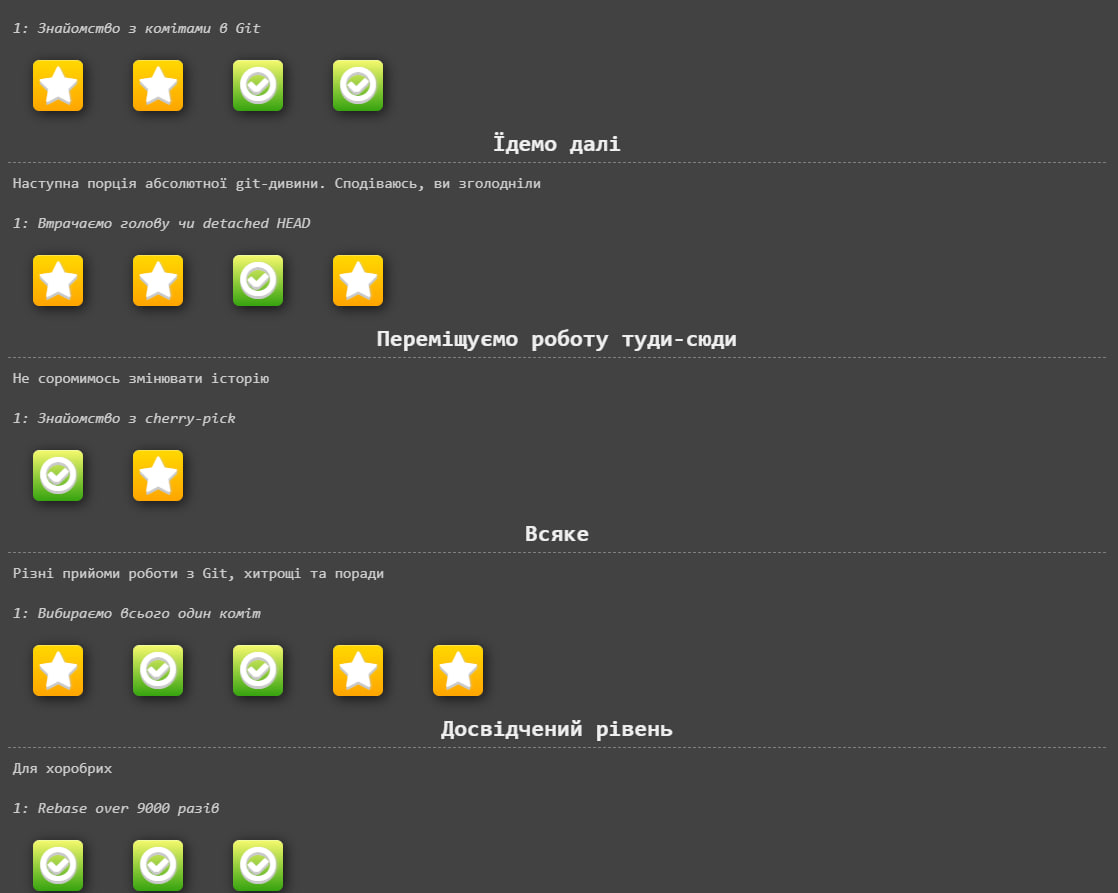 1: Знайомство з комітами в Git
Їдемо далі
Наступна порція абсолютної git-дивини. Сподіваюсь, ви зголодніли
1: Втрачаємо голову чи detached HEAD
Переміщуємо роботу туди-сюди
Не соромимось змінювати історію
1: Знайомство з cherry-pick
Всяке
Різні прийоми роботи з Git, хитрощі та поради
1: Вибираємо всього один коміт
Досвідчений рівень
Для хоробрих
1: Rebase over 9000 разів